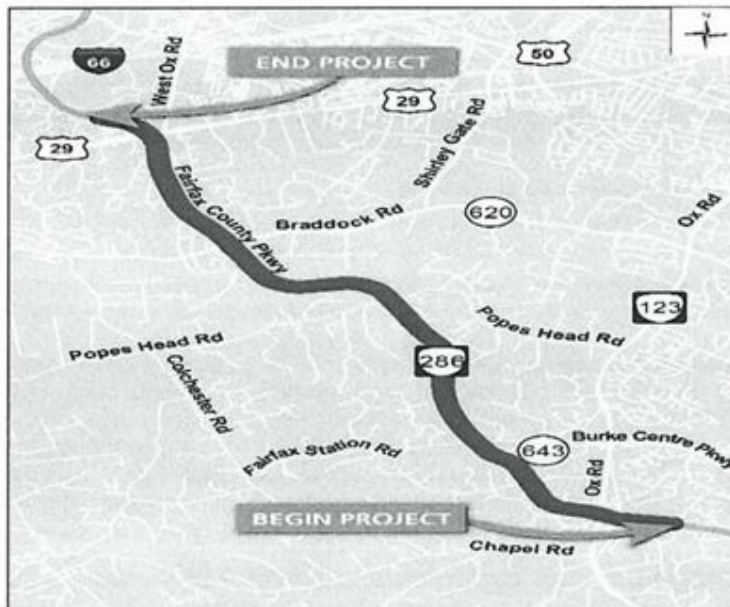 50
66
West Ox Rd
END PROJECT
29
Shirley Gate Rd
29
Fairfax County Pkwy
Braddock Rd
620
Ox Rd
123
Popes Head Rd
Popes Head Rd
286
Colchester Rd
Fairfax Station Rd
643
Burke Centre Pkwy
Ox Rd
BEGIN PROJECT
Chapel Rd